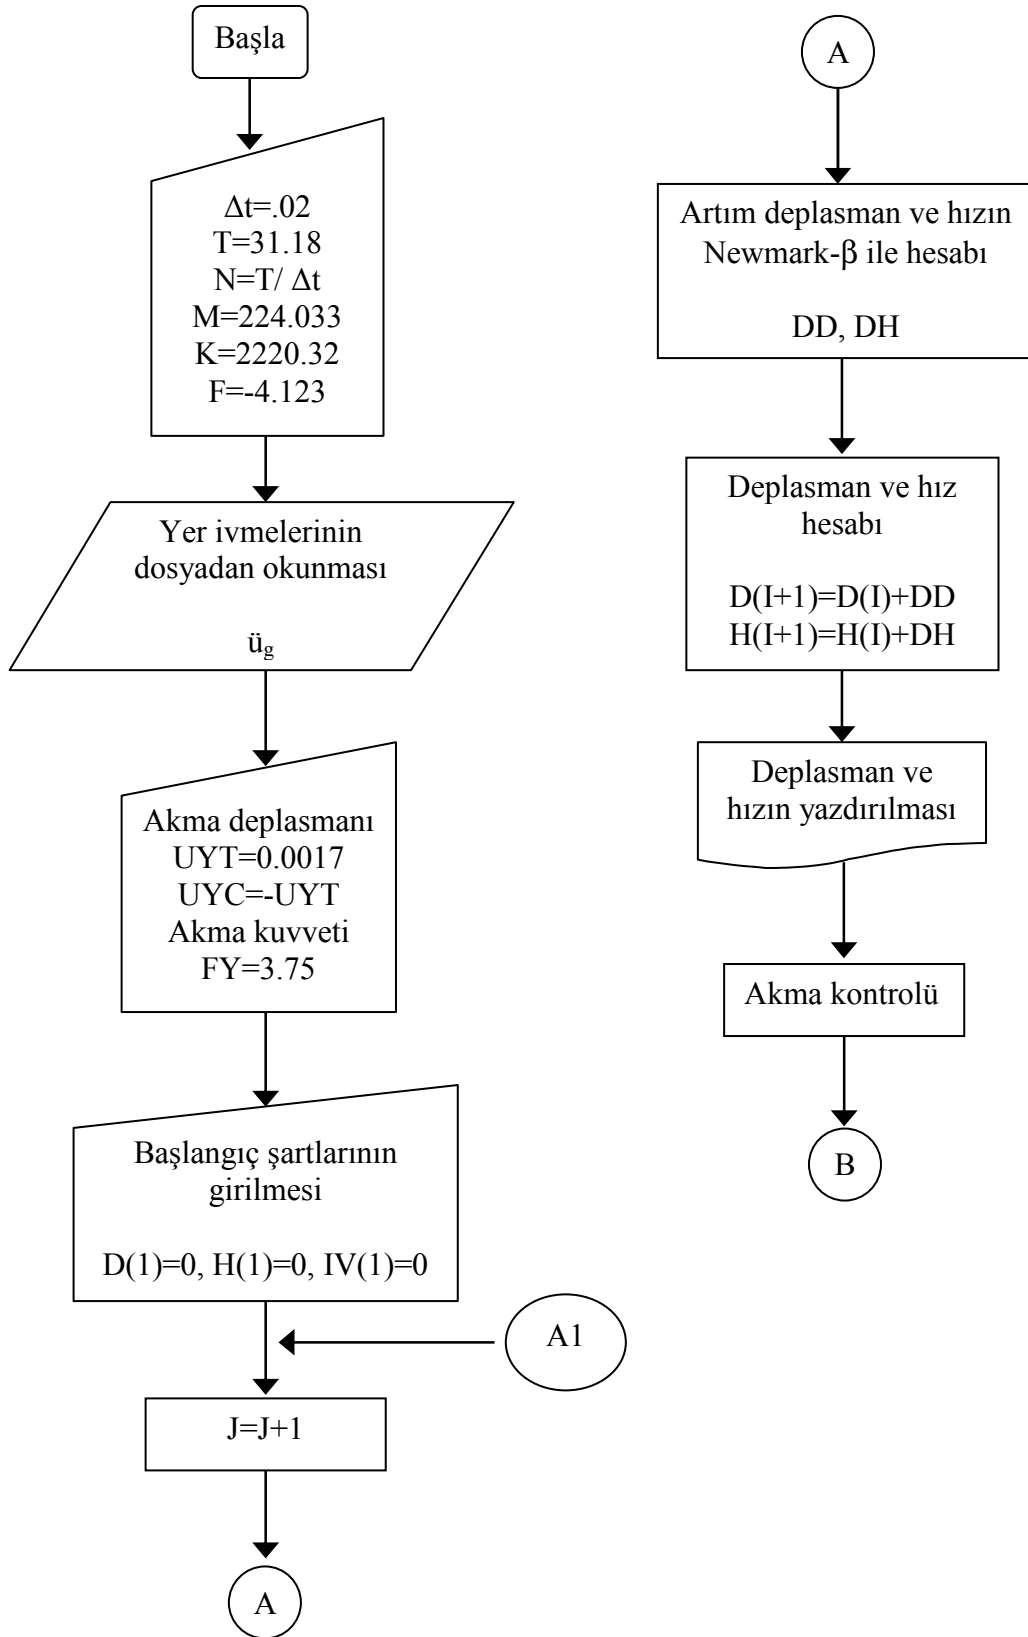 Başla
Δt=.02
T=31.18
N=T/ Δt
M=224.033
K=2220.32
F=-4.123
Yer ivmelerinin
dosyadan okunması
ü₉
Akma deplasmanı
UYT=0.0017
UYC=-UYT
Akma kuvveti
FY=3.75
Başlangıç şartlarının
girilmesi
D(1)=0, H(1)=0, IV(1)=0
A1
J=J+1
A
A
Artım deplasman ve hızın
Newmark-β ile hesabı
DD, DH
Deplasman ve hız
hesabı
D(I+1)=D(I)+DD
H(I+1)=H(I)+DH
Deplasman ve
hızın yazdırılması
Akma kontrolü
B